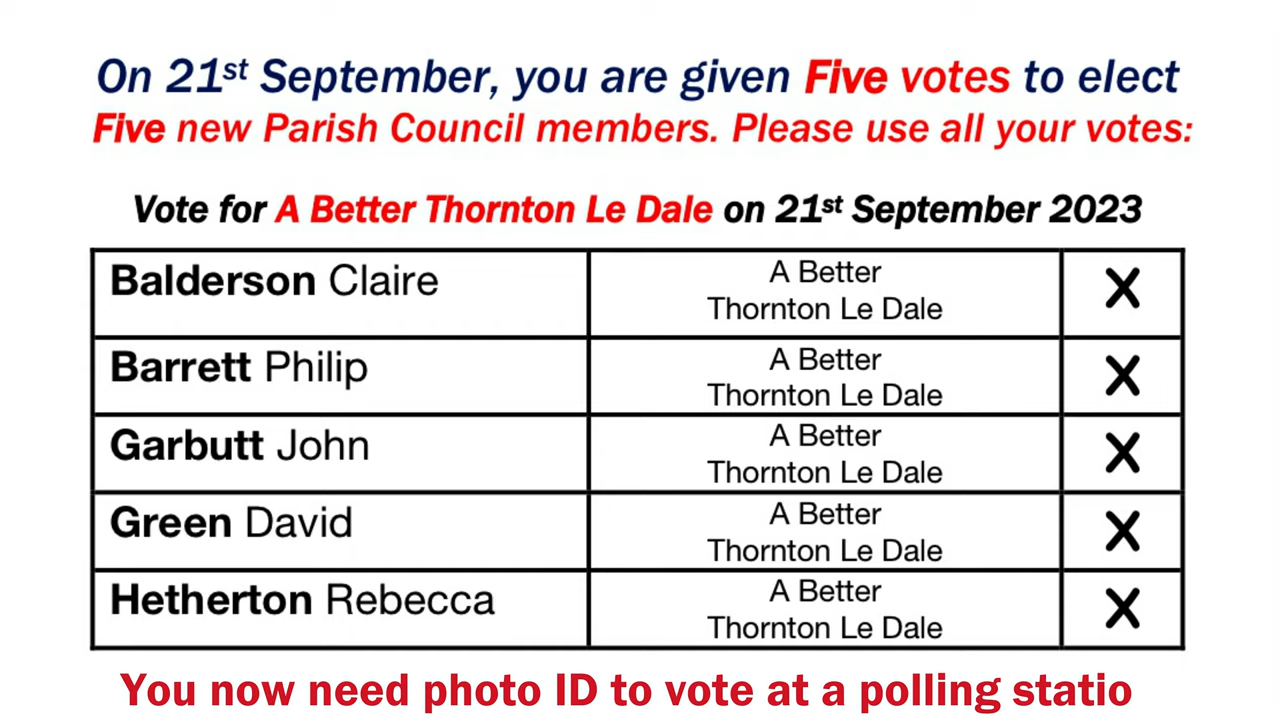 On 21st September, you are given Five votes to elect
Five new Parish Council members. Please use all your votes:
Vote for A Better Thornton Le Dale on 21st September 2023
Balderson Claire
A Better
Thornton Le Dale
X
Barrett Philip
A Better
Thornton Le Dale
X
Garbutt John
A Better
Thornton Le Dale
X
Green David
A Better
Thornton Le Dale
X
Hetherton Rebecca
A Better
Thornton Le Dale
X
You now need photo ID to vote at a polling statio